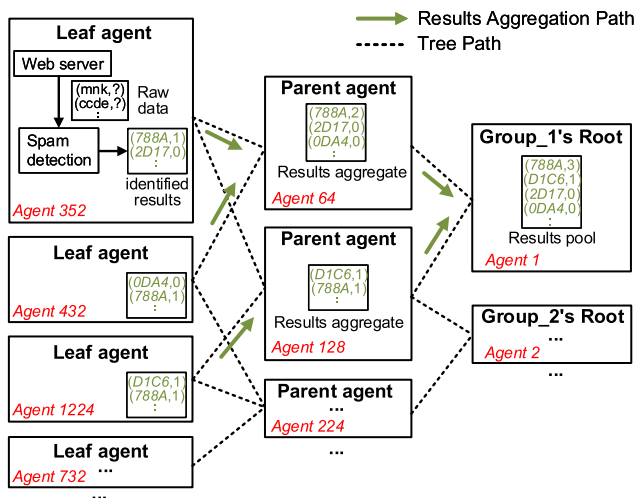 Results Aggregation Path
Tree Path
Leaf agent
Web server
(mnk,?)
(ccde,?)
:
Raw
data
Spam
detection
(788A,1)
(2D17,0)
:
identified
results
Agent 352
Leaf agent
(0DA4,0)
(788A,1)
:
Agent 432
Leaf agent
(D1C6,1)
(788A,1)
:
Agent 1224
Leaf agent
...
Agent 732
...
Parent agent
(788A,2)
(2D17,0)
(0DA4,0)
:
Results aggregate
Agent 64
Parent agent
(D1C6,1)
(788A,1)
:
Results aggregate
Agent 128
Parent agent
...
Agent 224
...
Group_1's Root
(788A,3)
(D1C6,1)
(2D17,0)
(0DA4,0)
:
Results pool
Agent 1
Group_2's Root
...
Agent 2
...